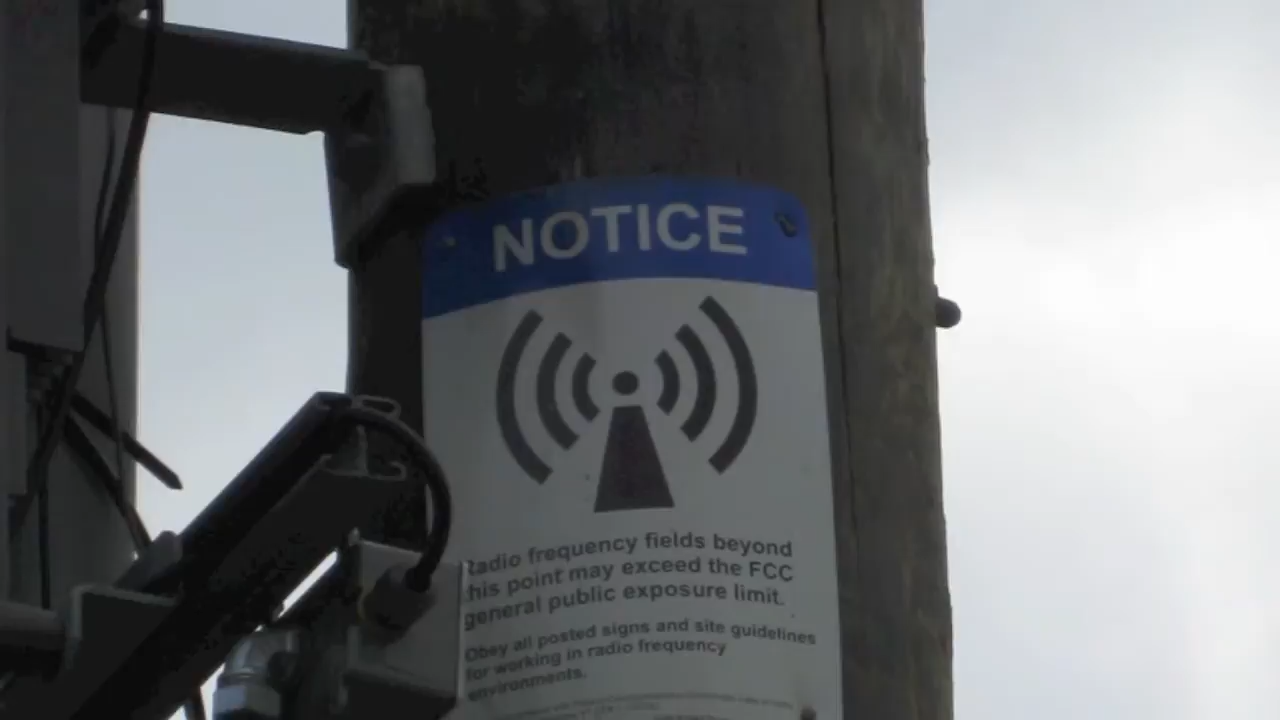 NOTICE
Radio frequency fields beyond
this point may exceed the FCC
general public exposure limit.
Obey all posted signs and site guidelines
for working in radio frequency
environments.